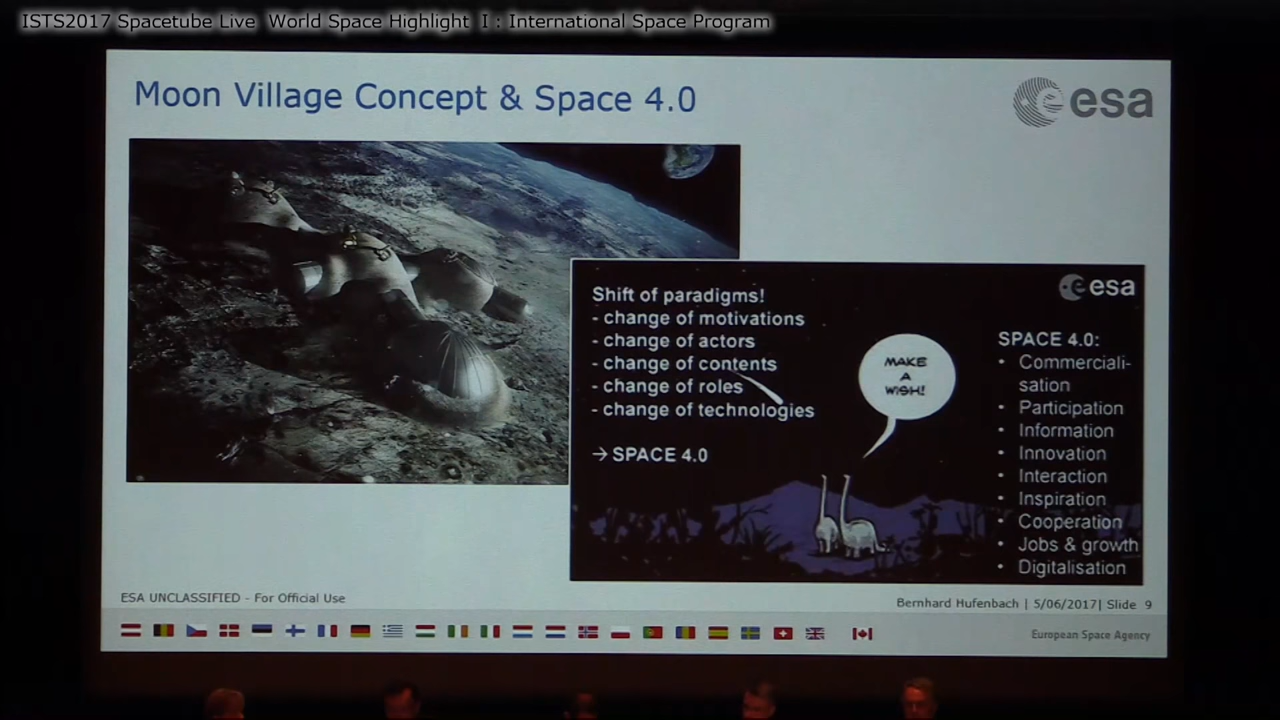 ISTS2017 Spacetube Live World Space Highlight I : International Space Program
Moon Village Concept & Space 4.0
esa
esa
Shift of paradigms!
- change of motivations
- change of actors
- change of contents
- change of roles
- change of technologies
→ SPACE 4.0
MAKE
A
WISH!
SPACE 4.0:
• Commerciali-
sation
• Participation
• Information
• Innovation
• Interaction
• Inspiration
• Cooperation
• Jobs & growth
• Digitalisation
ESA UNCLASSIFIED - For Official Use
Bernhard Hufenbach | 5/06/2017| Slide 9
European Space Agency